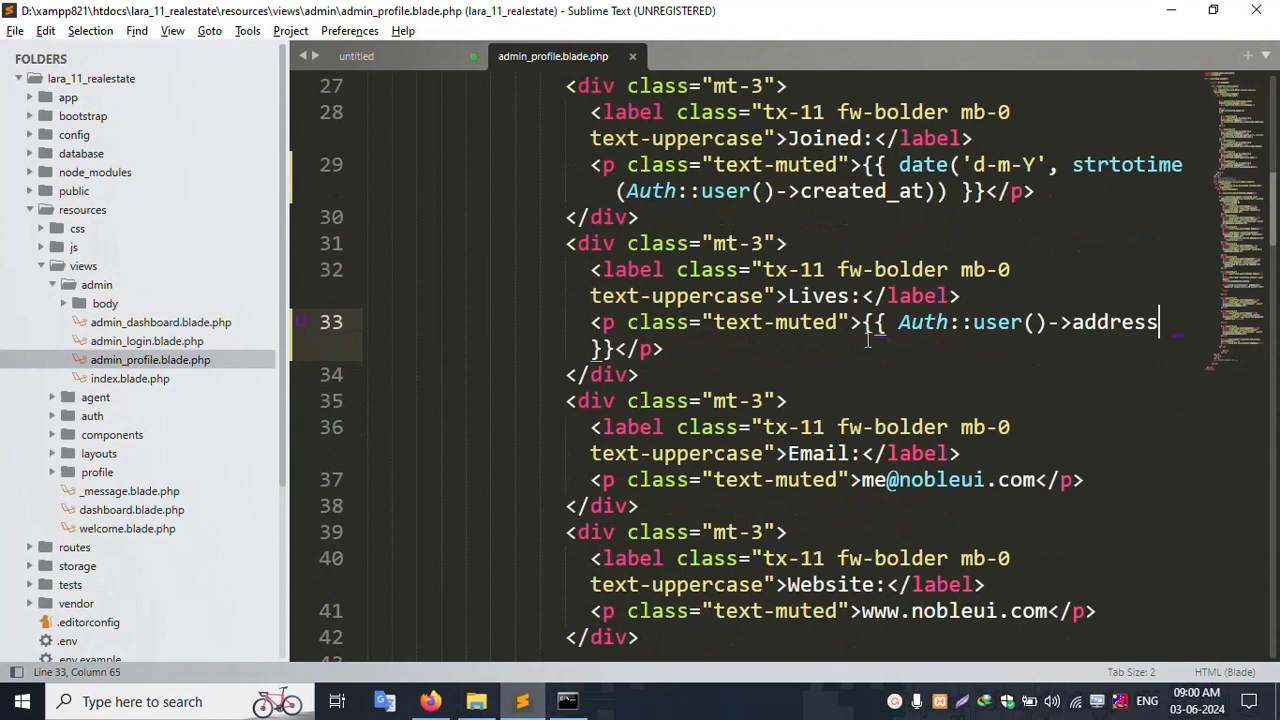 D:\xampp821\htdocs\lara_11_realestate\resources\views\admin\admin_profile.blade.php (lara_11_realestate) - Sublime Text (UNREGISTERED)
File Edit Selection Find View Goto Tools Project Preferences Help
FOLDERS
lara_11_realestate
app
bootstrap
config
database
node_modules
public
resources
css
js
views
admin
body
admin_dashboard.blade.php
admin_login.blade.php
admin_profile.blade.php
index.blade.php
agent
auth
components
layouts
profile
_message.blade.php
dashboard.blade.php
welcome.blade.php
routes
storage
tests
vendor
.editorconfig
.env
.env.example
untitled
admin_profile.blade.php
27 <div class="mt-3">
28 <label class="tx-11 fw-bolder mb-0
text-uppercase">Joined:</label>
29 <p class="text-muted">{{ date('d-m-Y', strtotime
(Auth::user()->created_at)) }}</p>
30 </div>
31 <div class="mt-3">
32 <label class="tx-11 fw-bolder mb-0
text-uppercase">Lives:</label>
33 <p class="text-muted">{{ Auth::user()->address
}}</p>
34 </div>
35 <div class="mt-3">
36 <label class="tx-11 fw-bolder mb-0
text-uppercase">Email:</label>
37 <p class="text-muted">me@nobleui.com</p>
38 </div>
39 <div class="mt-3">
40 <label class="tx-11 fw-bolder mb-0
text-uppercase">Website:</label>
41 <p class="text-muted">www.nobleui.com</p>
42 </div>
Line 33, Column 65
Tab Size: 2
HTML (Blade)
Type here to search
09:00 AM
03-06-2024